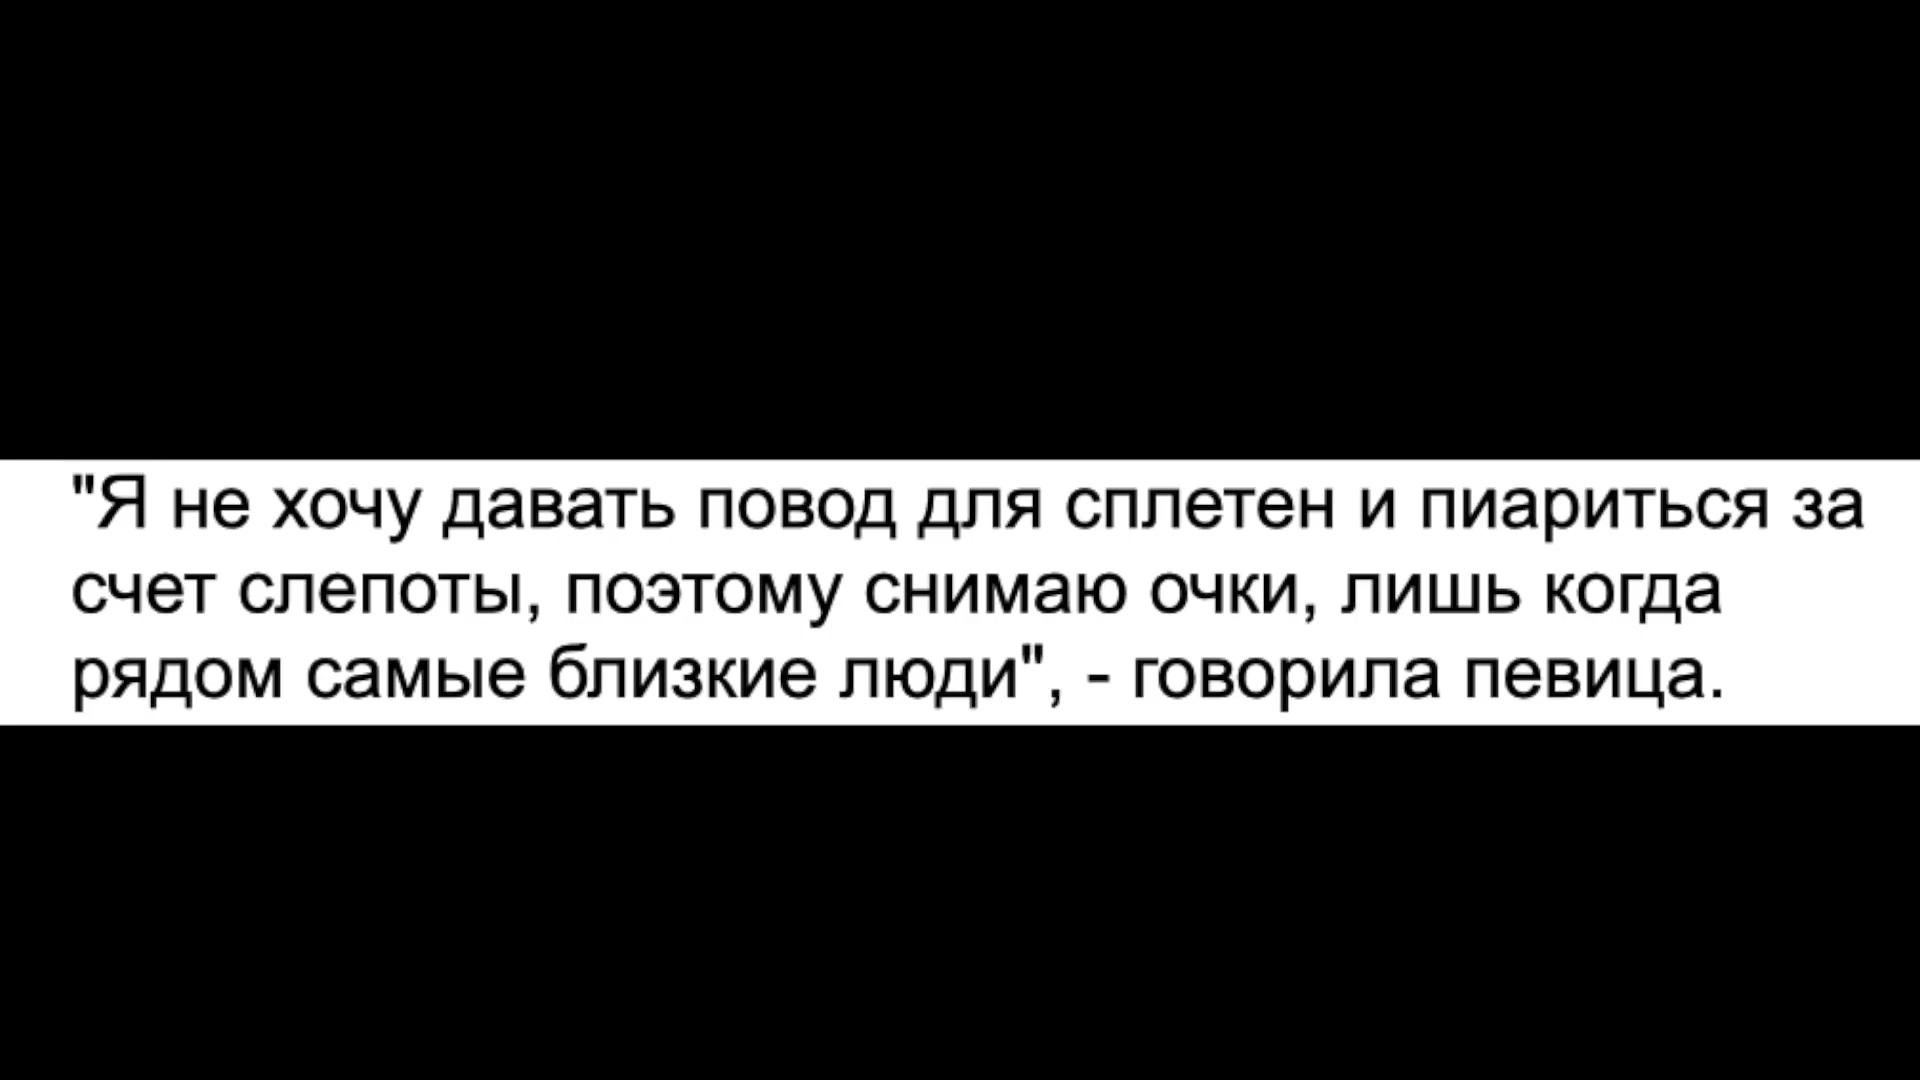 "Я не хочу давать повод для сплетен и пиариться за
счет слепоты, поэтому снимаю очки, лишь когда
рядом самые близкие люди", - говорила певица.